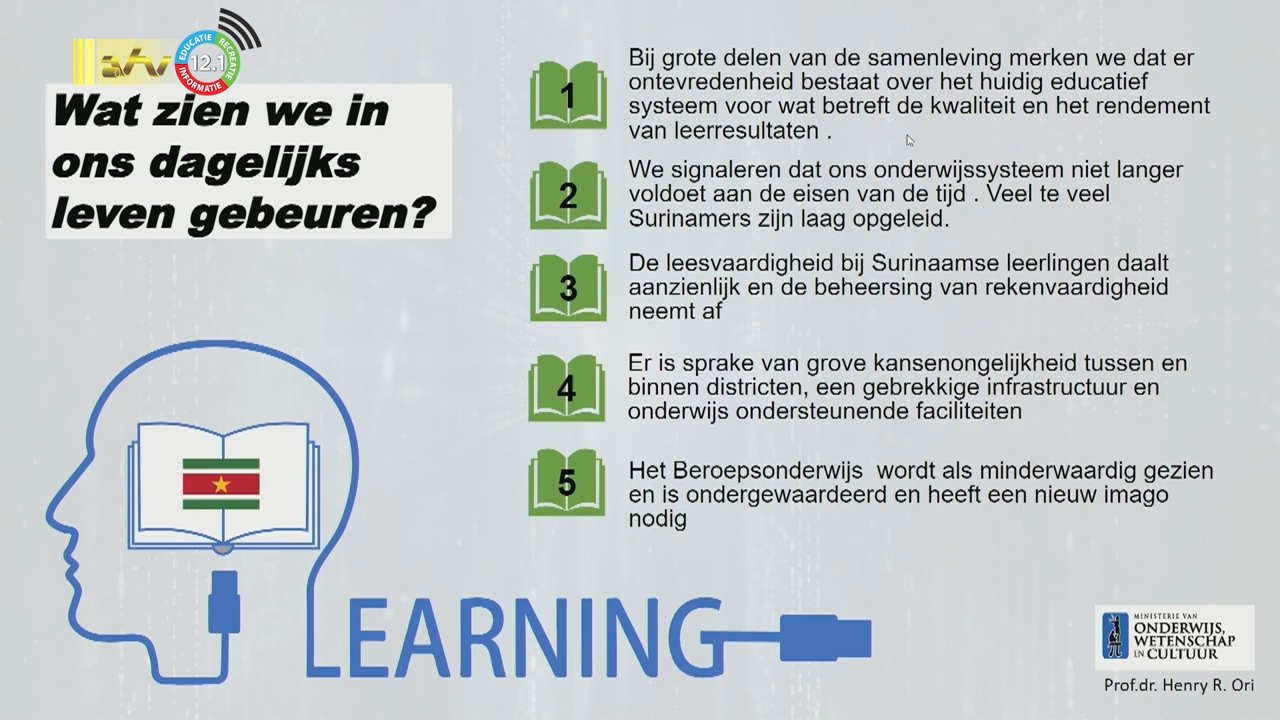 atv
EDUCATIE
RECREATIE
INFORMATIE
12.1
Wat zien we in
ons dagelijks
leven gebeuren?
1
Bij grote delen van de samenleving merken we dat er
ontevredenheid bestaat over het huidig educatief
systeem voor wat betreft de kwaliteit en het rendement
van leerresultaten .
2
We signaleren dat ons onderwijssysteem niet langer
voldoet aan de eisen van de tijd . Veel te veel
Surinamers zijn laag opgeleid.
3
De leesvaardigheid bij Surinaamse leerlingen daalt
aanzienlijk en de beheersing van rekenvaardigheid
neemt af
4
Er is sprake van grove kansenongelijkheid tussen en
binnen districten, een gebrekkige infrastructuur en
onderwijs ondersteunende faciliteiten
5
Het Beroepsonderwijs wordt als minderwaardig gezien
en is ondergewaardeerd en heeft een nieuw imago
nodig
LEARNING
MINISTERIE VAN
ONDERWIJS,
WETENSCHAP
EN CULTUUR
Prof.dr. Henry R. Ori